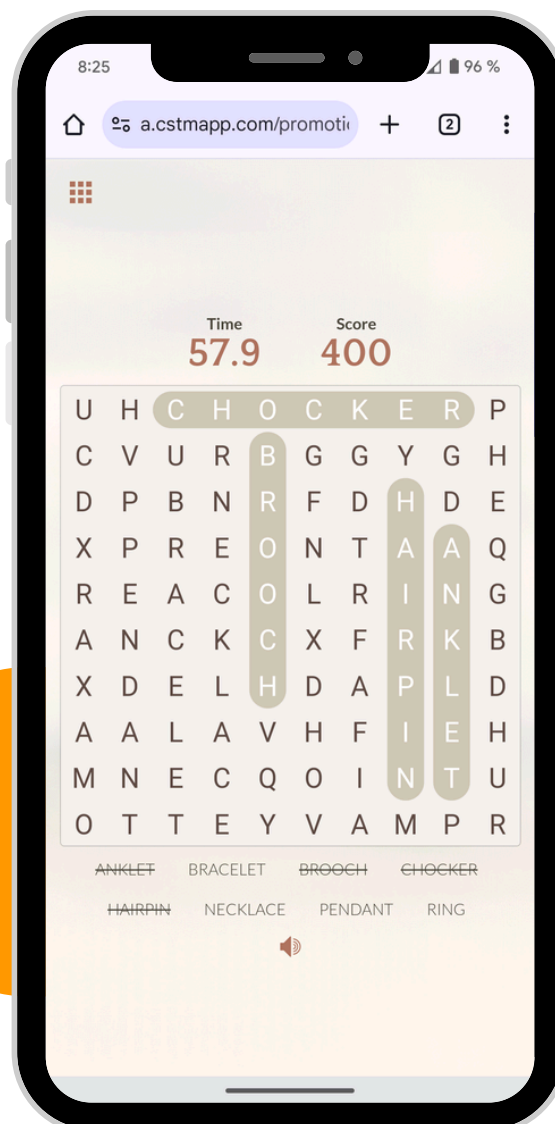 8:25 96 %
a.cstmapp.com/promoti 2
Time Score
57.9 400
U H C H O C K E R P
C V U R B G G Y G H
D P B N R F D H D E
X P R E O N T A A Q
R E A C O L R I N G
A N C K C X F R K B
X D E L H D A P L D
A A L A V H F I E H
M N E C Q O I N T U
O T T E Y V A M P R
ANKLET BRACELET BROOCH CHOCKER
HAIRPIN NECKLACE PENDANT RING